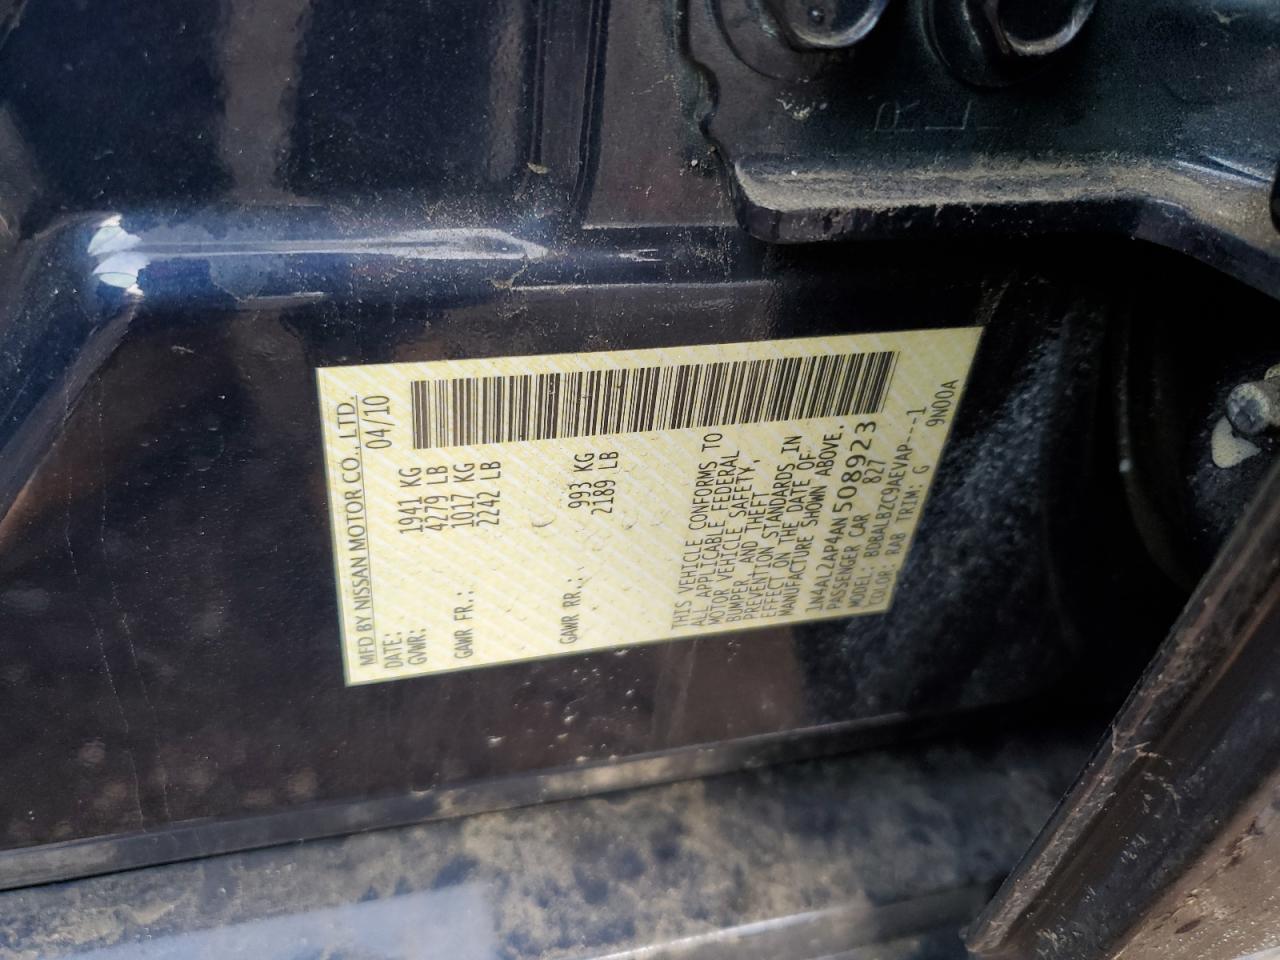 MFD BY NISSAN MOTOR CO., LTD.
DATE: 04/10
GVWR: 1941 KG
4279 LB
GAWR FR.: 1017 KG
2242 LB
GAWR RR.: 993 KG
2189 LB
THIS VEHICLE CONFORMS TO
ALL APPLICABLE FEDERAL
MOTOR VEHICLE SAFETY,
BUMPER, AND THEFT
PREVENTION STANDARDS IN
EFFECT ON THE DATE OF
MANUFACTURE SHOWN ABOVE.
1N4AL2AP4AN508923
PASSENGER CAR 827
MODEL: BDBALBZC9AEVAP---1
COLOR: RAB TRIM: G 9N00A
R